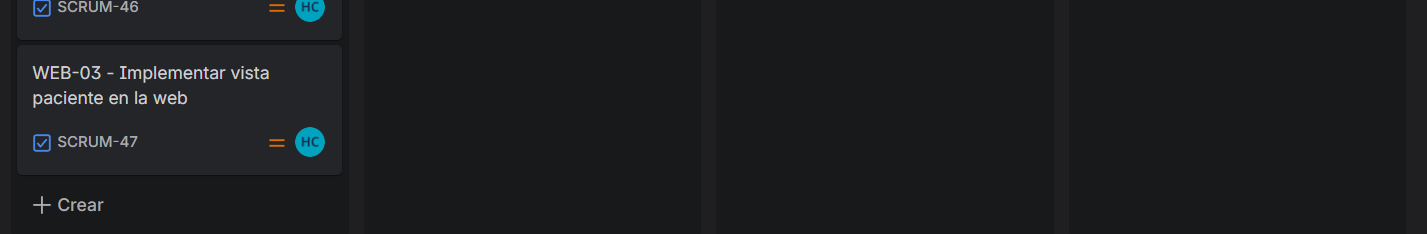 SCRUM-46
HC
WEB-03 - Implementar vista
paciente en la web
SCRUM-47
HC
Crear